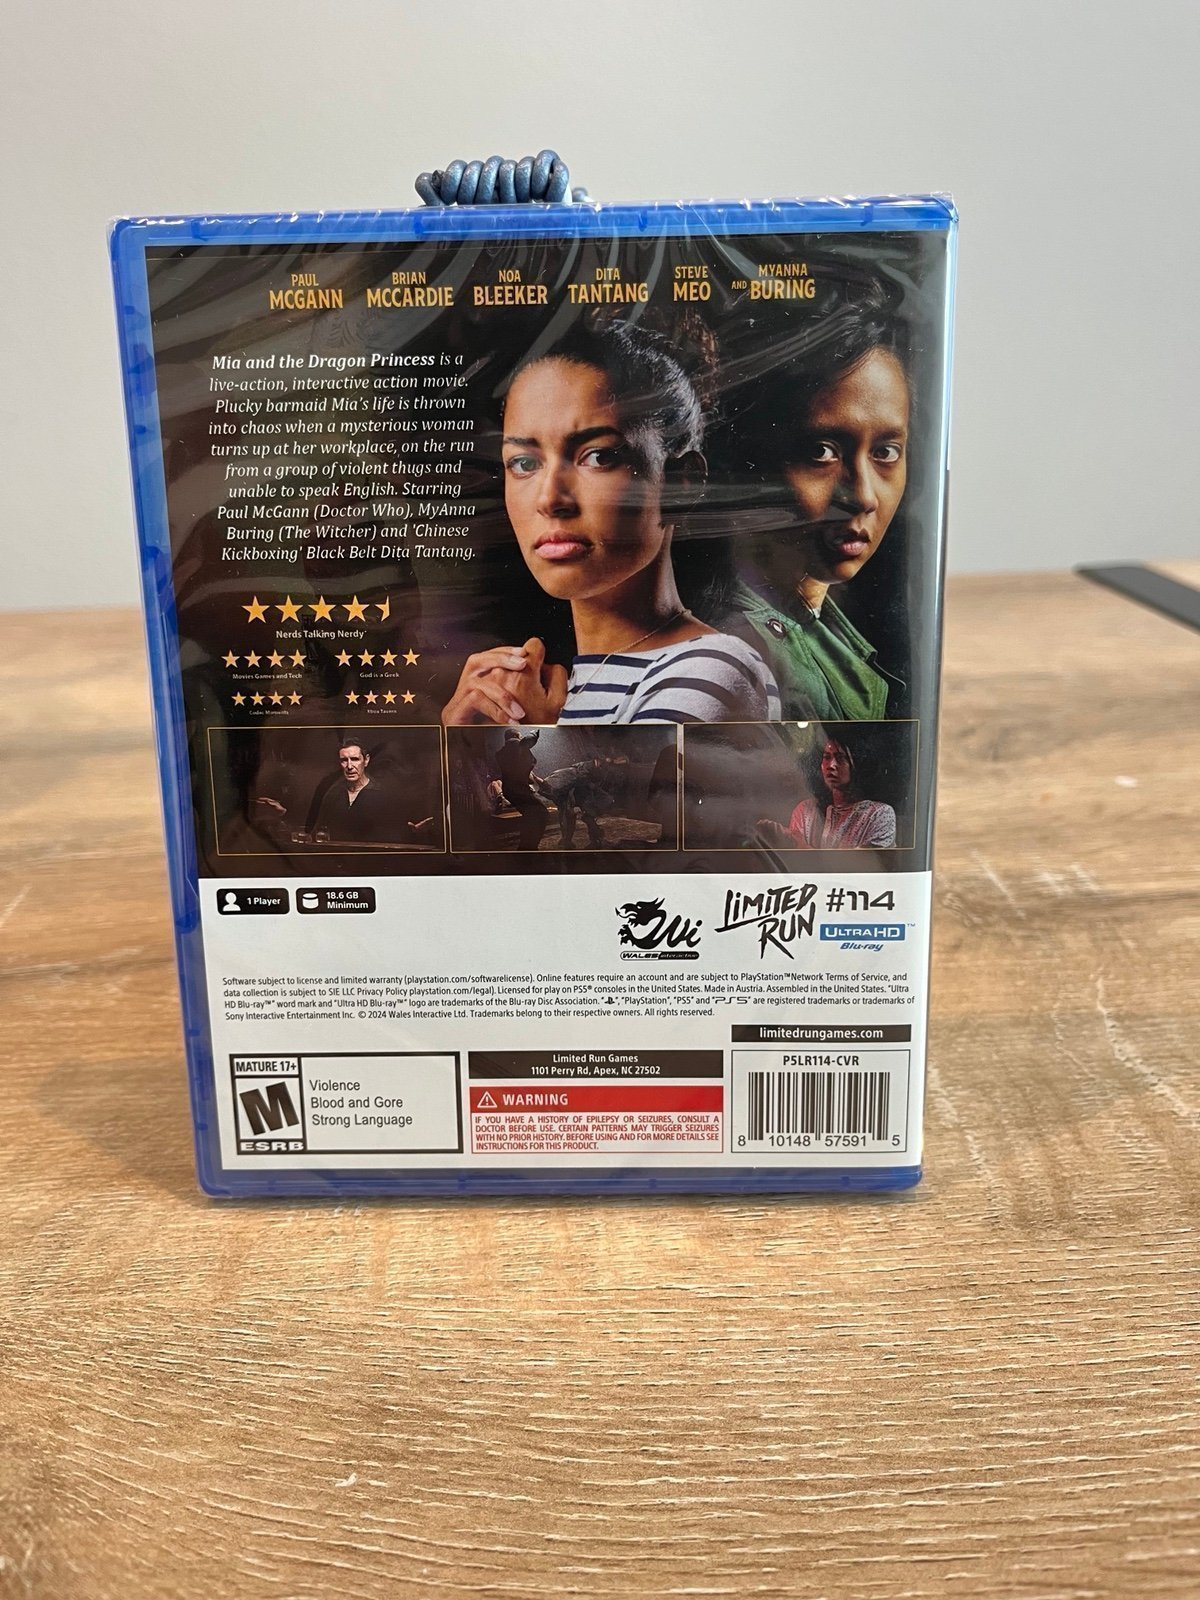 PAUL MCGANN BRIAN MCCARDIE NOA BLEEKER DITA TANTANG STEVE MEO AND MYANNA BURING
Mia and the Dragon Princess is a
live-action, interactive action movie.
Plucky barmaid Mia's life is thrown
into chaos when a mysterious woman
turns up at her workplace, on the run
from a group of violent thugs and
unable to speak English. Starring
Paul McGann (Doctor Who), MyAnna
Buring (The Witcher) and 'Chinese
Kickboxing' Black Belt Dita Tantang.
Nerds Talking Nerdy
Movies Games and Tech
God is a Geek
Codec Moments
Xbox Tavern
1 Player
18.6 GB
Minimum
Wi
WALES interactive
LIMITED RUN #114
ULTRA HD
Blu-ray™
Software subject to license and limited warranty (playstation.com/softwarelicense). Online features require an account and are subject to PlayStation™Network Terms of Service, and
data collection is subject to SIE LLC Privacy Policy playstation.com/legal). Licensed for play on PS5® consoles in the United States. Made in Austria. Assembled in the United States. "Ultra
HD Blu-ray™" word mark and "Ultra HD Blu-ray™" logo are trademarks of the Blu-ray Disc Association. "", "PlayStation", "PS5" and "PS5" are registered trademarks or trademarks of
Sony Interactive Entertainment Inc. © 2024 Wales Interactive Ltd. Trademarks belong to their respective owners. All rights reserved.
limitedrungames.com
MATURE 17+
M
ESRB
Violence
Blood and Gore
Strong Language
Limited Run Games
1101 Perry Rd, Apex, NC 27502
WARNING
IF YOU HAVE A HISTORY OF EPILEPSY OR SEIZURES, CONSULT A
DOCTOR BEFORE USE. CERTAIN PATTERNS MAY TRIGGER SEIZURES
WITH NO PRIOR HISTORY. BEFORE USING AND FOR MORE DETAILS SEE
INSTRUCTIONS FOR THIS PRODUCT.
P5LR114-CVR
8 10148 57591 5